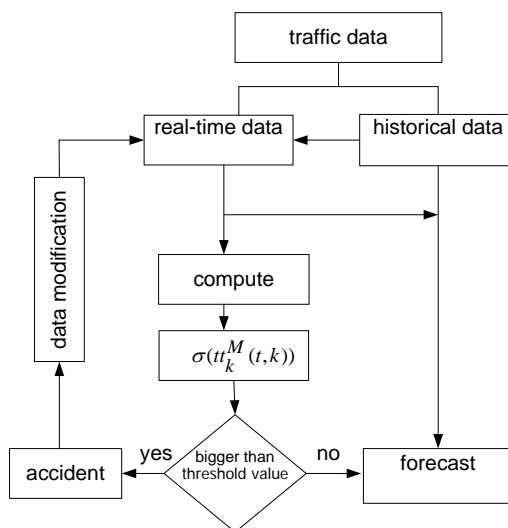 traffic data
real-time data
historical data
data modification
compute
σ(tt_k^M(t,k))
yes
bigger than
threshold value
no
accident
forecast